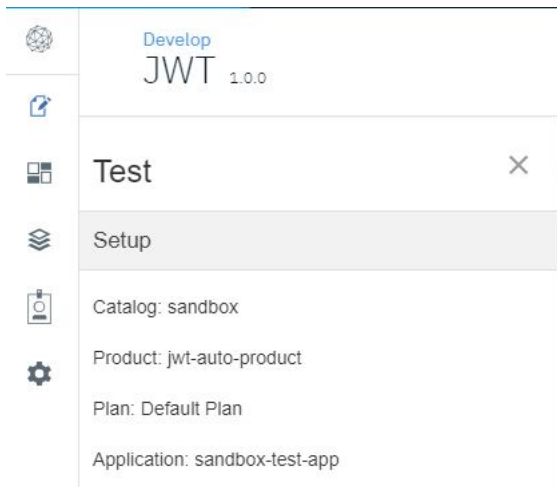 Develop
JWT 1.0.0
Test
Setup
Catalog: sandbox
Product: jwt-auto-product
Plan: Default Plan
Application: sandbox-test-app